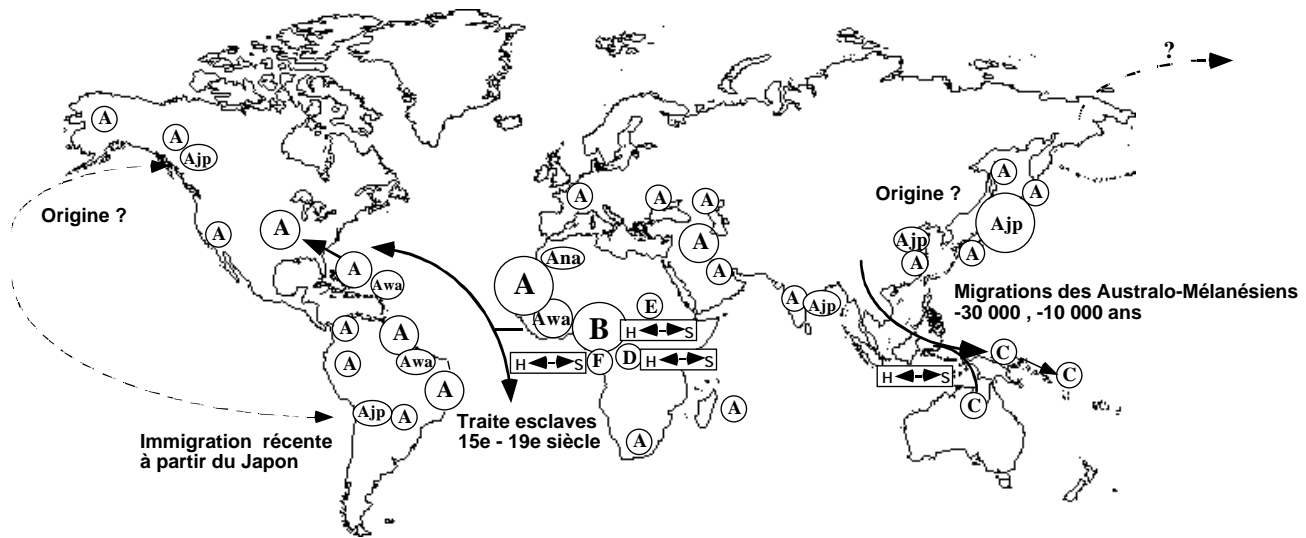 ?
A
A
Ajp
Origine ?
A
A
A
Awa
A
A
Awa
A
A
Ajp
A
Immigration récente
à partir du Japon
Traite esclaves
15e - 19e siècle
A
A
A
A
A
Ana
A
Awa
B
E
H S
H S
F
D
H S
A
A
A
Ajp
Origine ?
A
A
Ajp
Ajp
A
A
Migrations des Australo-Mélanésiens
-30 000 , -10 000 ans
C
C
H S
C